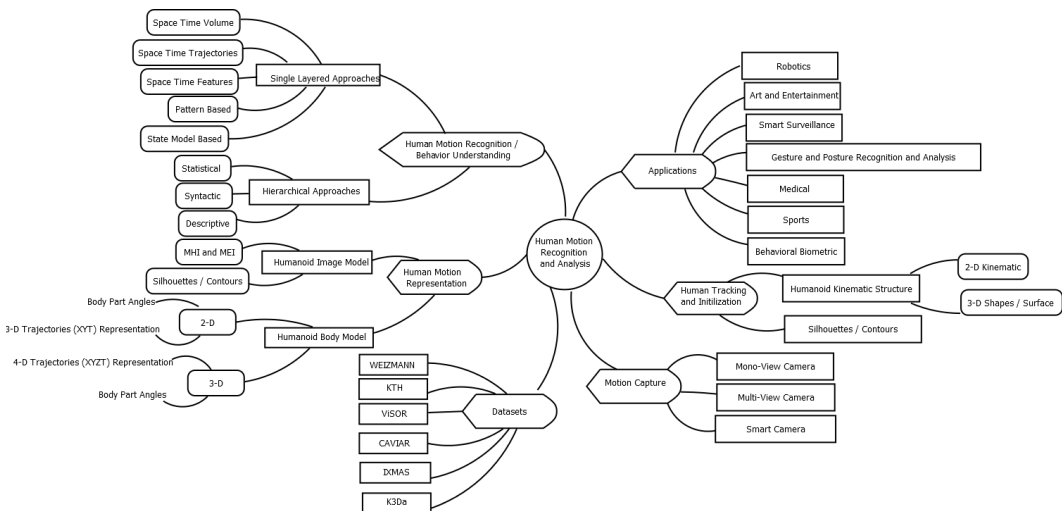 Space Time Volume
Space Time Trajectories
Space Time Features
Pattern Based
State Model Based
Single Layered Approaches
Statistical
Syntactic
Descriptive
Hierarchical Approaches
Human Motion Recognition /
Behavior Understanding
MHI and MEI
Silhouettes / Contours
Humanoid Image Model
Body Part Angles
3-D Trajectories (XYT) Representation
2-D
4-D Trajectories (XYZT) Representation
Body Part Angles
3-D
Humanoid Body Model
Human Motion
Representation
WEIZMANN
KTH
ViSOR
CAVIAR
IXMAS
K3Da
Datasets
Human Motion
Recognition
and Analysis
Applications
Robotics
Art and Entertainment
Smart Surveillance
Gesture and Posture Recognition and Analysis
Medical
Sports
Behavioral Biometric
Human Tracking
and Initilization
Humanoid Kinematic Structure
2-D Kinematic
3-D Shapes / Surface
Silhouettes / Contours
Motion Capture
Mono-View Camera
Multi-View Camera
Smart Camera